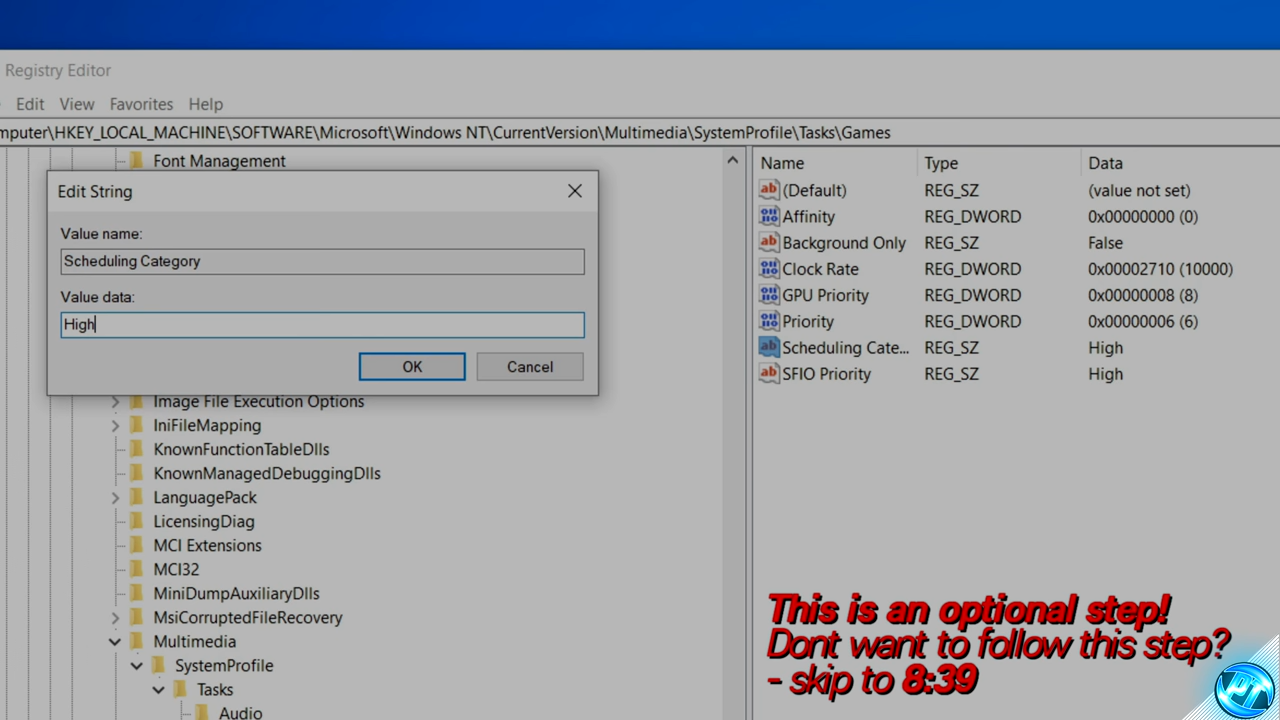 Registry Editor
Edit View Favorites Help
mputer\HKEY_LOCAL_MACHINE\SOFTWARE\Microsoft\Windows NT\CurrentVersion\Multimedia\SystemProfile\Tasks\Games
Font Management
Edit String
Value name:
Scheduling Category
Value data:
High
OK Cancel
Image File Execution Options
IniFileMapping
KnownFunctionTableDlls
KnownManagedDebuggingDlls
LanguagePack
LicensingDiag
MCI Extensions
MCI32
MiniDumpAuxiliaryDlls
MsiCorruptedFileRecovery
Multimedia
SystemProfile
Tasks
Audio
Name Type Data
(Default) REG_SZ (value not set)
Affinity REG_DWORD 0x00000000 (0)
Background Only REG_SZ False
Clock Rate REG_DWORD 0x00002710 (10000)
GPU Priority REG_DWORD 0x00000008 (8)
Priority REG_DWORD 0x00000006 (6)
Scheduling Cate... REG_SZ High
SFIO Priority REG_SZ High
This is an optional step!
Dont want to follow this step?
- skip to 8:39
PT